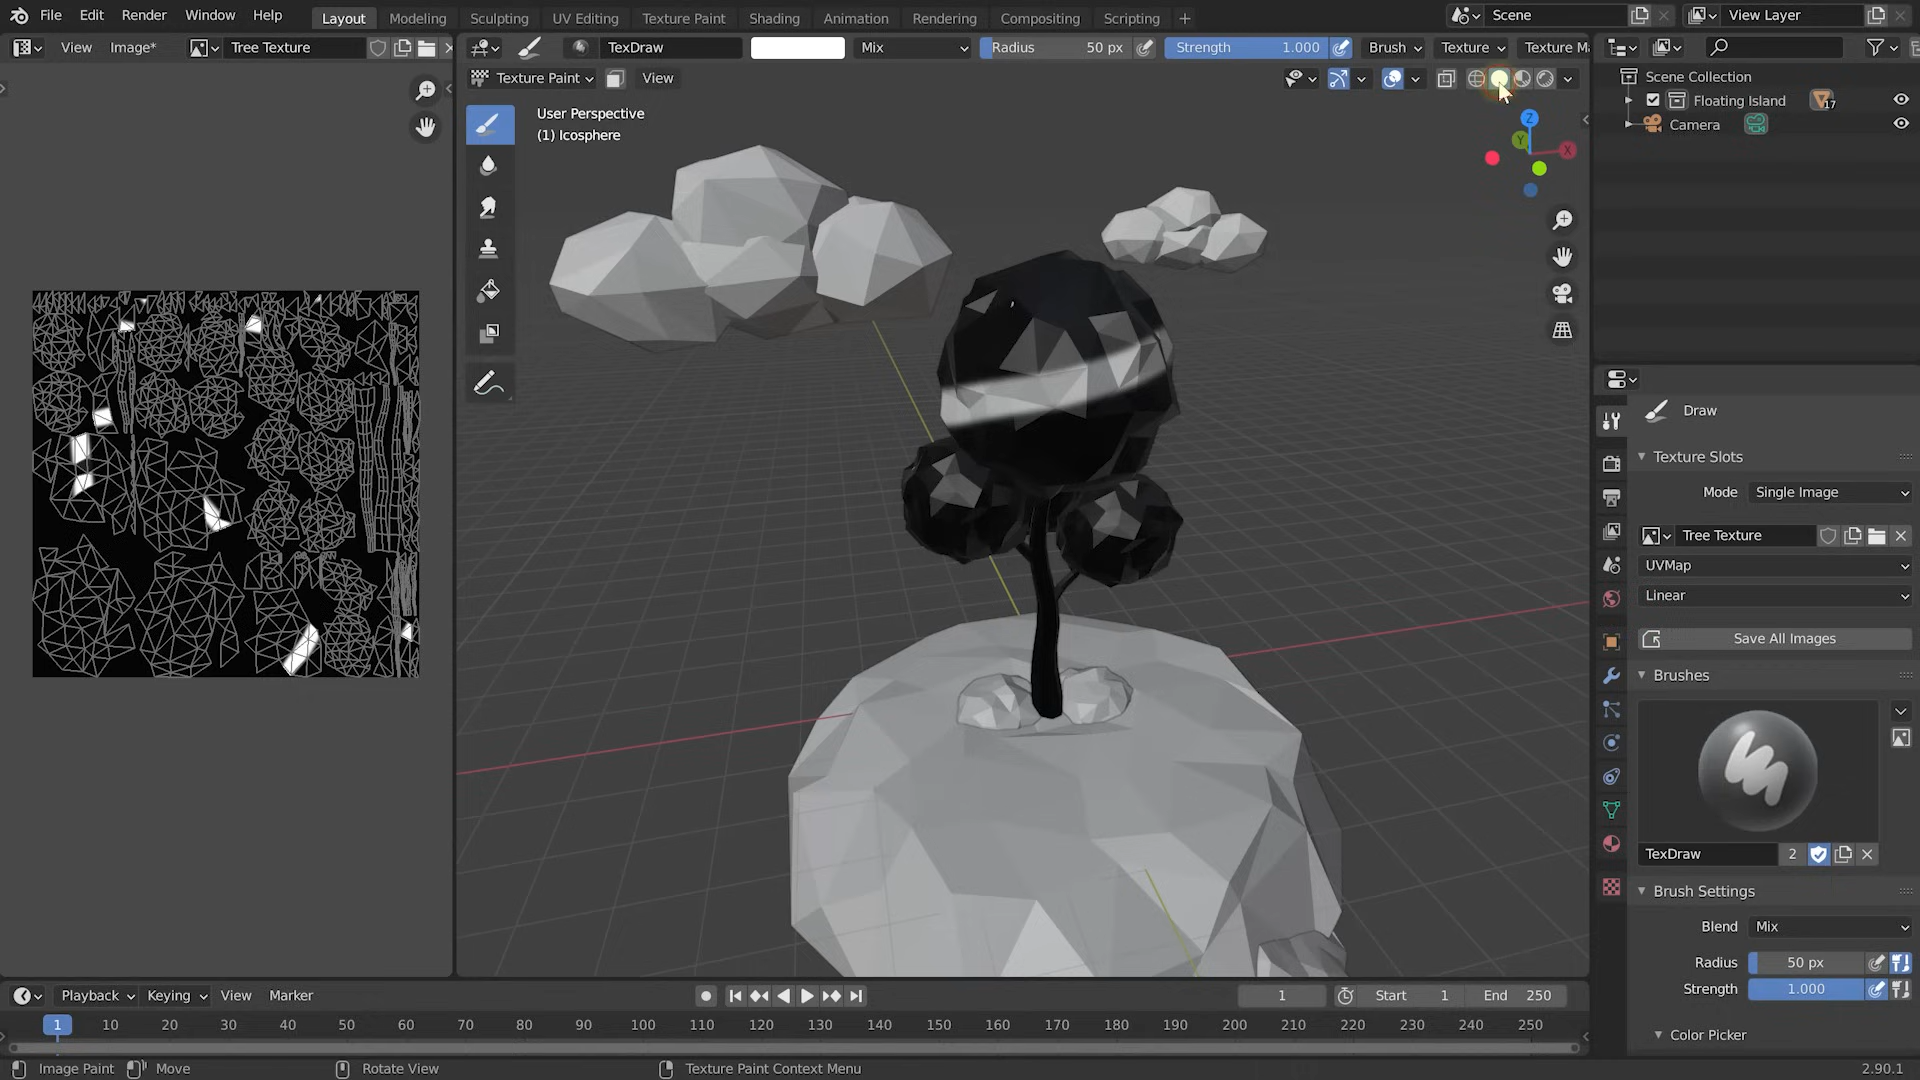 File Edit Render Window Help Layout Modeling Sculpting UV Editing Texture Paint Shading Animation Rendering Compositing Scripting Scene View Layer
View Image* Tree Texture TexDraw Mix Radius 50 px Strength 1.000 Brush Texture Texture Ma
Texture Paint View
Scene Collection
Floating Island 17
Camera
User Perspective
(1) Icosphere
Z
Y
X
Draw
Texture Slots
Mode Single Image
Tree Texture
UVMap
Linear
Save All Images
Brushes
TexDraw 2
Brush Settings
Blend Mix
Radius 50 px
Strength 1.000
Color Picker
Playback Keying View Marker 1 Start 1 End 250
1 10 20 30 40 50 60 70 80 90 100 110 120 130 140 150 160 170 180 190 200 210 220 230 240 250
Image Paint Move Rotate View Texture Paint Context Menu 2.90.1